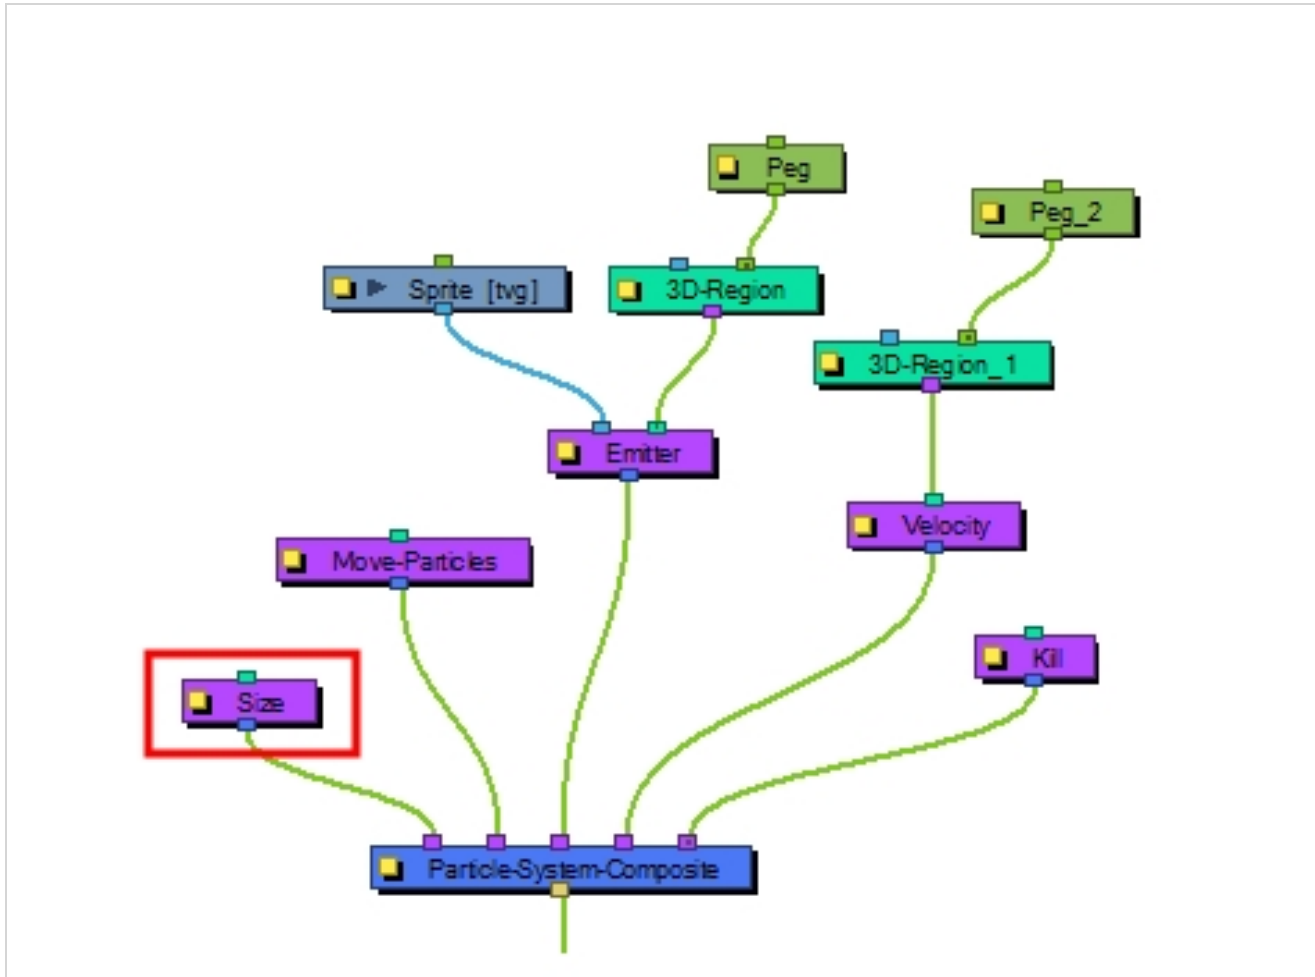 Peg
Peg_2
Sprite [tvg]
3D-Region
3D-Region_1
Emitter
Velocity
Move-Particles
Kill
Size
Particle-System-Composite